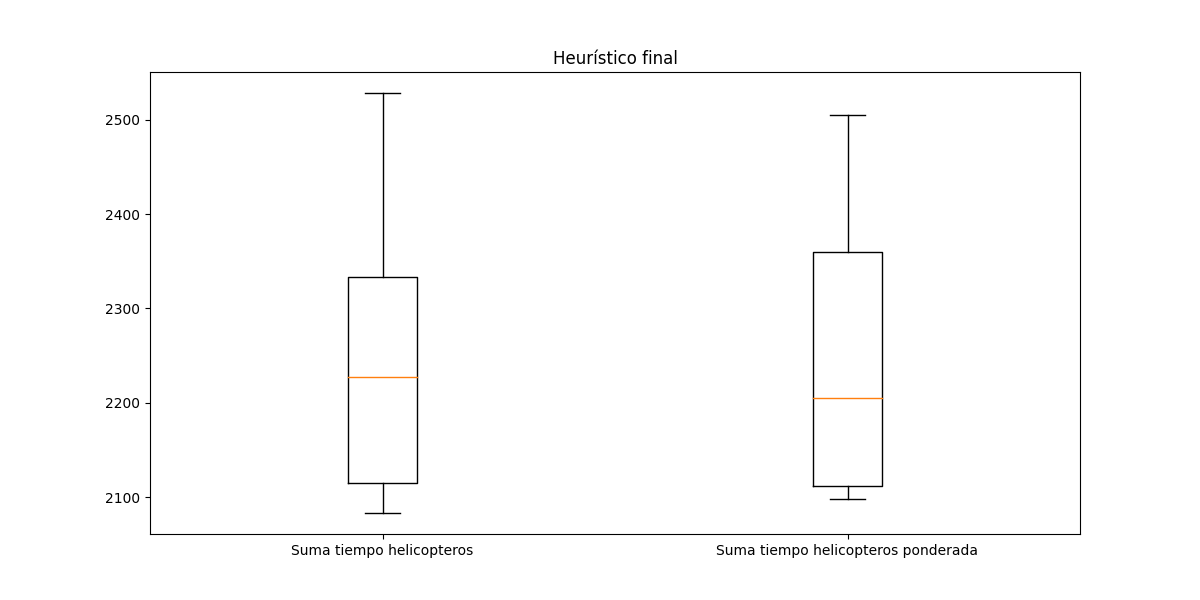 Heurístico final
2500
2400
2300
2200
2100
Suma tiempo helicopteros
Suma tiempo helicopteros ponderada